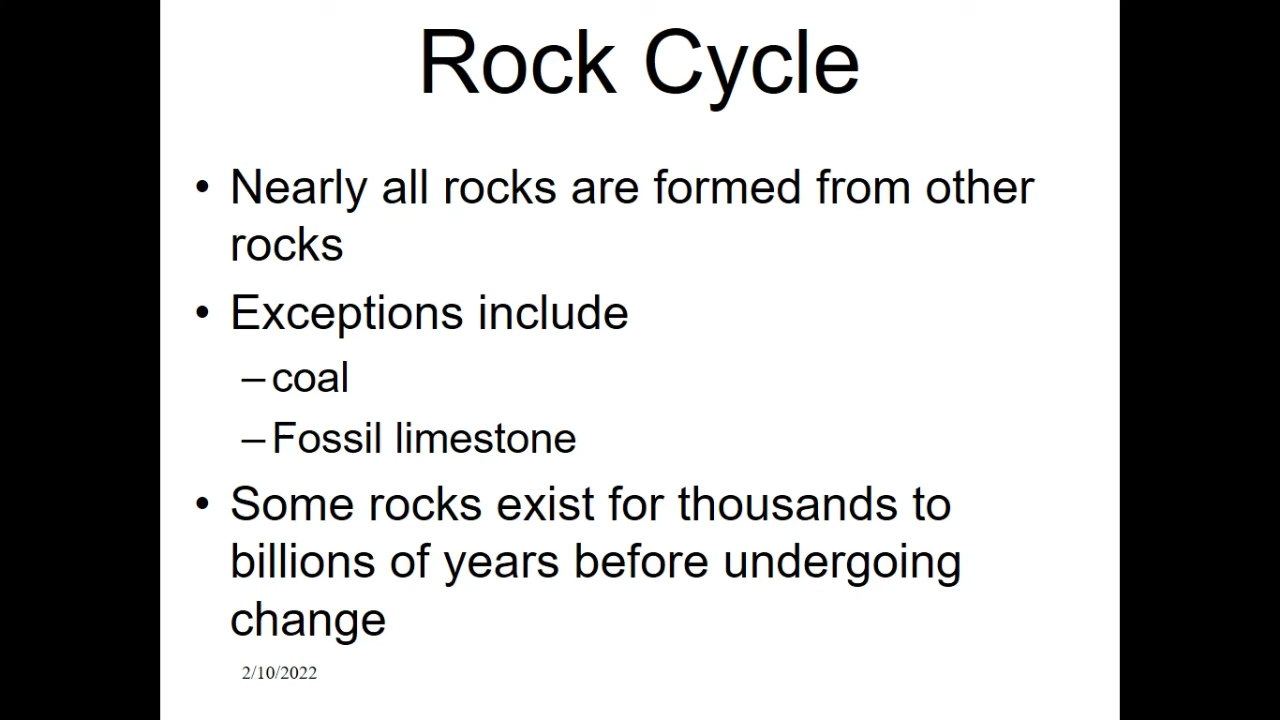 Rock Cycle
• Nearly all rocks are formed from other
rocks
• Exceptions include
–coal
–Fossil limestone
• Some rocks exist for thousands to
billions of years before undergoing
change
2/10/2022